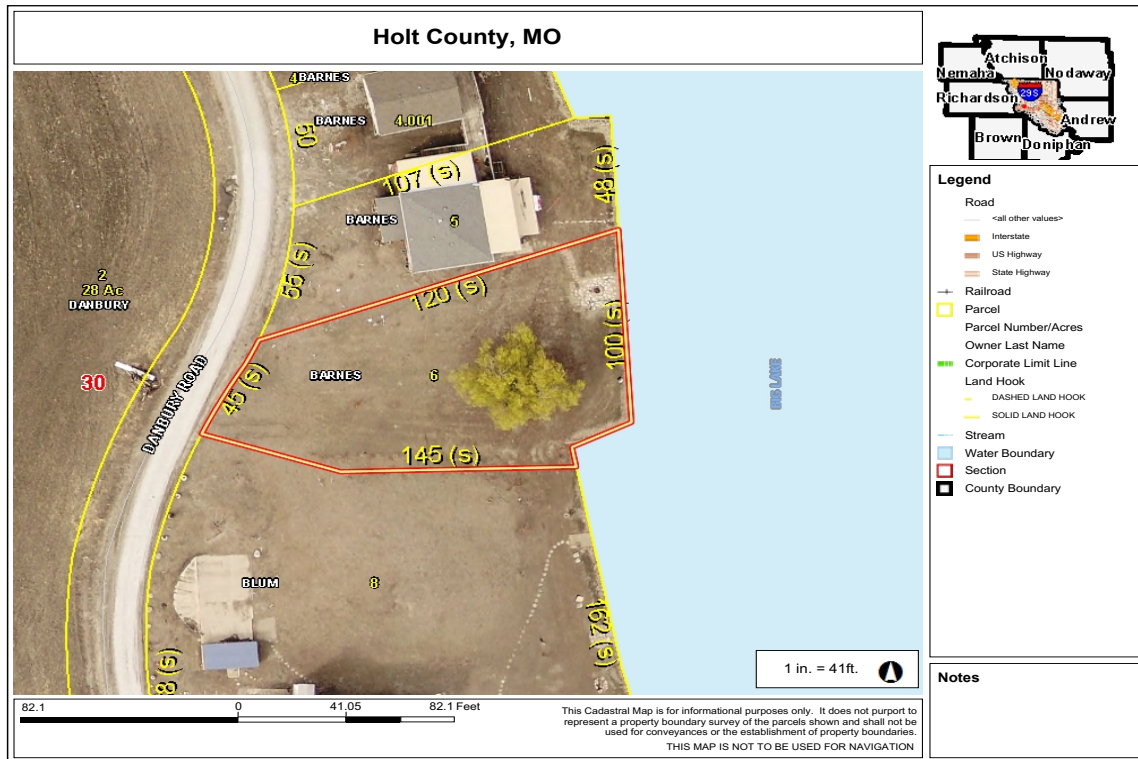 Holt County, MO
4
BARNES
BARNES
4.001
50
107 (s)
48 (s)
BARNES
5
55 (s)
120 (s)
2
28 Ac
DANBURY
100 (s)
BARNES
6
30
45 (s)
DANBURY ROAD
BIG LAKE
145 (s)
BLUM
8
162 (s)
8 (s)
1 in. = 41ft.
82.1
0
41.05
82.1 Feet
This Cadastral Map is for informational purposes only. It does not purport to
represent a property boundary survey of the parcels shown and shall not be
used for conveyances or the establishment of property boundaries.
THIS MAP IS NOT TO BE USED FOR NAVIGATION
Atchison
Nemaha
Nodaway
29S
Richardson
Andrew
Brown
Doniphan
Legend
Road
<all other values>
Interstate
US Highway
State Highway
Railroad
Parcel
Parcel Number/Acres
Owner Last Name
Corporate Limit Line
Land Hook
DASHED LAND HOOK
SOLID LAND HOOK
Stream
Water Boundary
Section
County Boundary
Notes